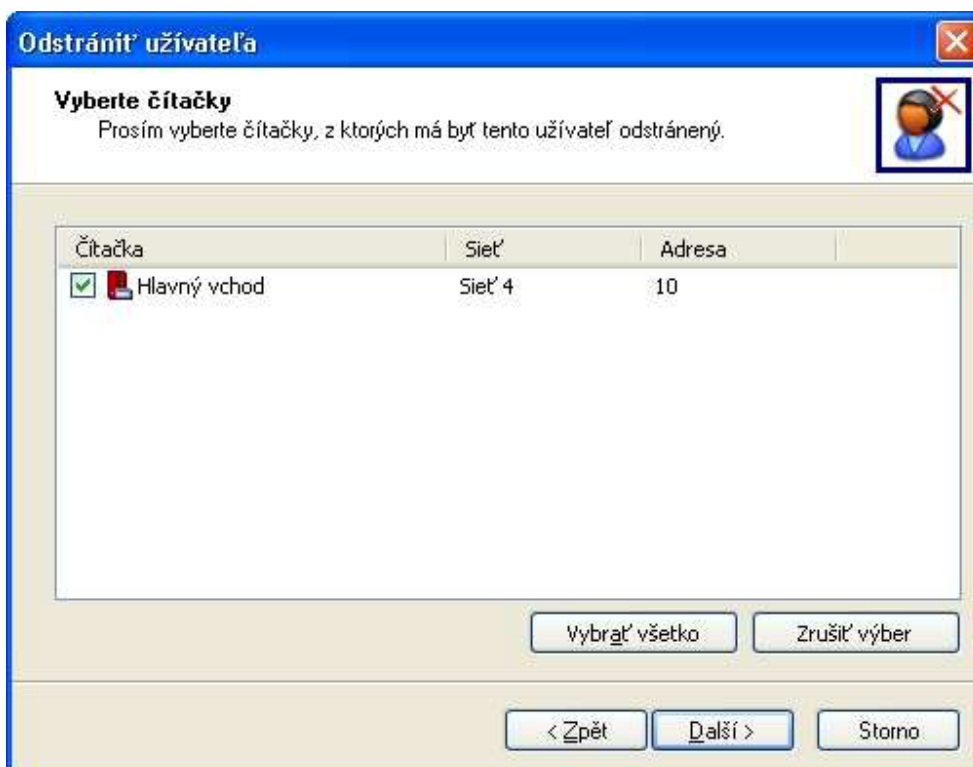 Odstrániť užívateľa
Vyberte čítačky
Prosím vyberte čítačky, z ktorých má byť tento užívateľ odstránený.
Čítačka Sieť Adresa
Hlavný vchod Sieť 4 10
Vybrať všetko Zrušiť výber
< Zpět Další > Storno